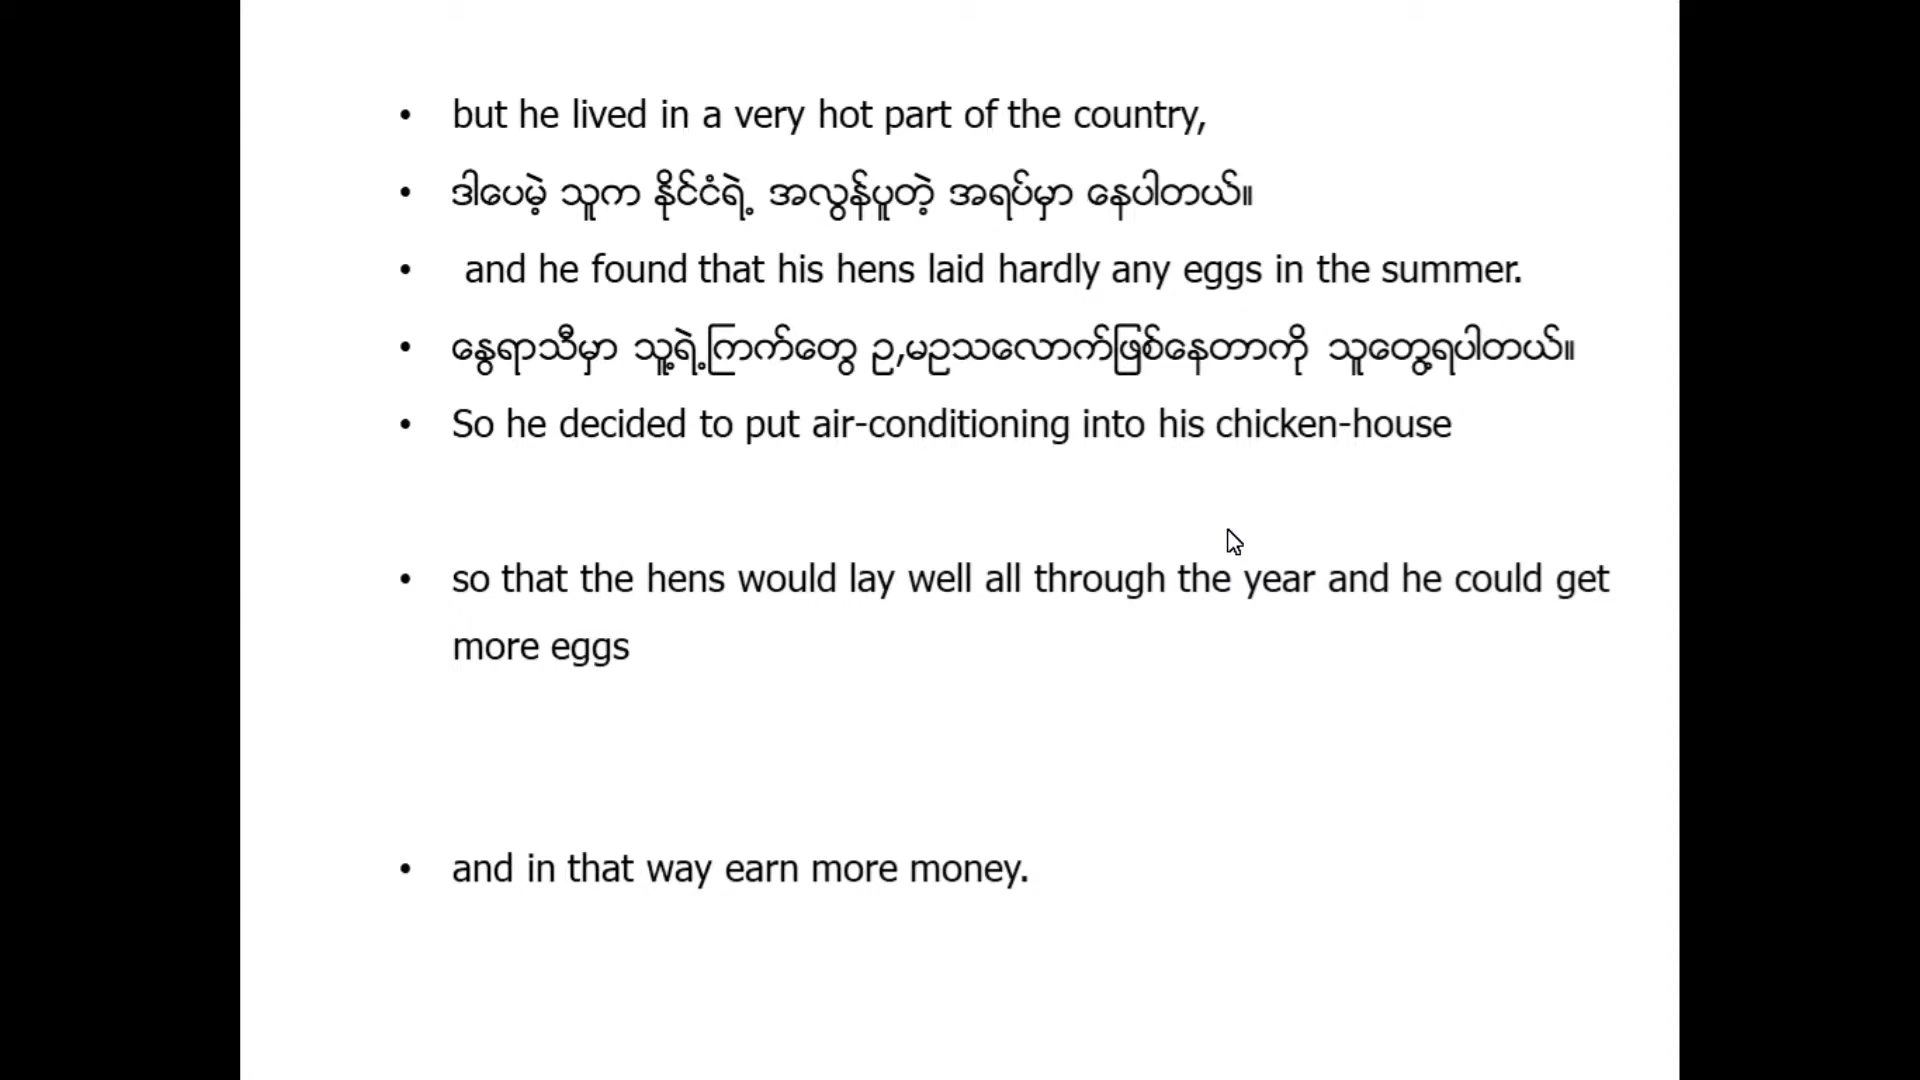 • but he lived in a very hot part of the country,
• ဒါပေမဲ့ သူက နိုင်ငံရဲ့ အလွန်ပူတဲ့ အရပ်မှာ နေပါတယ်။
• and he found that his hens laid hardly any eggs in the summer.
• နွေရာသီမှာ သူ့ရဲ့ကြက်တွေ ဥ,မဥသလောက်ဖြစ်နေတာကို သူတွေ့ရပါတယ်။
• So he decided to put air-conditioning into his chicken-house
• so that the hens would lay well all through the year and he could get
more eggs
• and in that way earn more money.